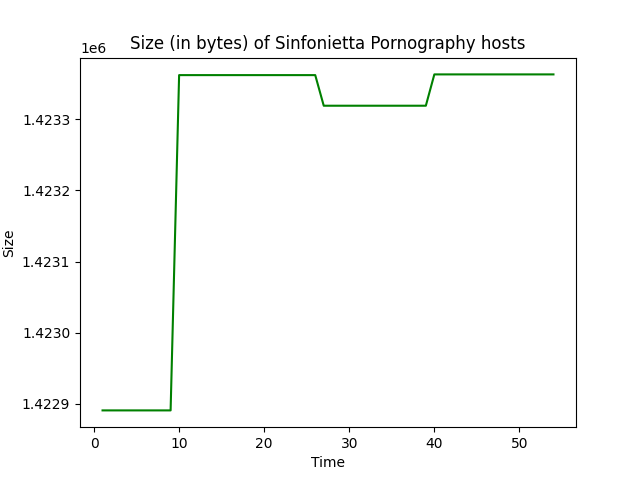 Size (in bytes) of Sinfonietta Pornography hosts
1e6
1.4233
1.4232
1.4231
1.4230
1.4229
Size
0 10 20 30 40 50
Time